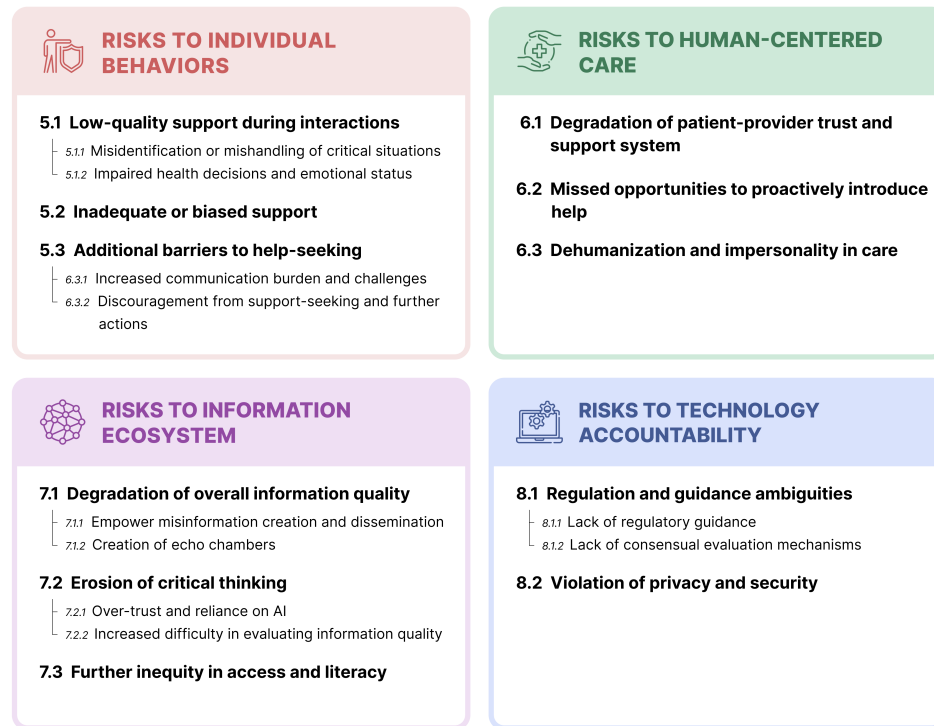 RISKS TO INDIVIDUAL
BEHAVIORS
5.1 Low-quality support during interactions
5.1.1 Misidentification or mishandling of critical situations
5.1.2 Impaired health decisions and emotional status
5.2 Inadequate or biased support
5.3 Additional barriers to help-seeking
6.3.1 Increased communication burden and challenges
6.3.2 Discouragement from support-seeking and further
actions
RISKS TO HUMAN-CENTERED
CARE
6.1 Degradation of patient-provider trust and
support system
6.2 Missed opportunities to proactively introduce
help
6.3 Dehumanization and impersonality in care
RISKS TO INFORMATION
ECOSYSTEM
7.1 Degradation of overall information quality
7.1.1 Empower misinformation creation and dissemination
7.1.2 Creation of echo chambers
7.2 Erosion of critical thinking
7.2.1 Over-trust and reliance on AI
7.2.2 Increased difficulty in evaluating information quality
7.3 Further inequity in access and literacy
RISKS TO TECHNOLOGY
ACCOUNTABILITY
8.1 Regulation and guidance ambiguities
8.1.1 Lack of regulatory guidance
8.1.2 Lack of consensual evaluation mechanisms
8.2 Violation of privacy and security